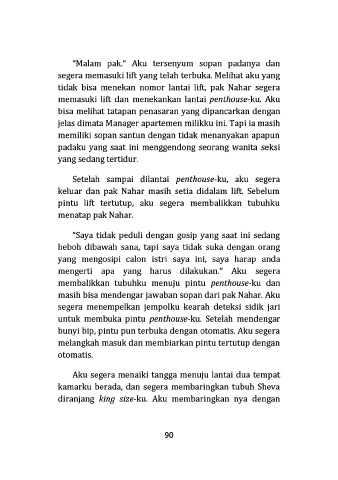 “Malam pak.” Aku tersenyum sopan padanya dan
segera memasuki lift yang telah terbuka. Melihat aku yang
tidak bisa menekan nomor lantai lift, pak Nahar segera
memasuki lift dan menekankan lantai penthouse-ku. Aku
bisa melihat tatapan penasaran yang dipancarkan dengan
jelas dimata Manager apartemen milikku ini. Tapi ia masih
memiliki sopan santun dengan tidak menanyakan apapun
padaku yang saat ini menggendong seorang wanita seksi
yang sedang tertidur.
Setelah sampai dilantai penthouse-ku, aku segera
keluar dan pak Nahar masih setia didalam lift. Sebelum
pintu lift tertutup, aku segera membalikkan tubuhku
menatap pak Nahar.
“Saya tidak peduli dengan gosip yang saat ini sedang
heboh dibawah sana, tapi saya tidak suka dengan orang
yang mengosipi calon istri saya ini, saya harap anda
mengerti apa yang harus dilakukan.” Aku segera
membalikkan tubuhku menuju pintu penthouse-ku dan
masih bisa mendengar jawaban sopan dari pak Nahar. Aku
segera menempelkan jempolku kearah deteksi sidik jari
untuk membuka pintu penthouse-ku. Setelah mendengar
bunyi bip, pintu pun terbuka dengan otomatis. Aku segera
melangkah masuk dan membiarkan pintu tertutup dengan
otomatis.
Aku segera menaiki tangga menuju lantai dua tempat
kamarku berada, dan segera membaringkan tubuh Sheva
diranjang king size-ku. Aku membaringkan nya dengan
90